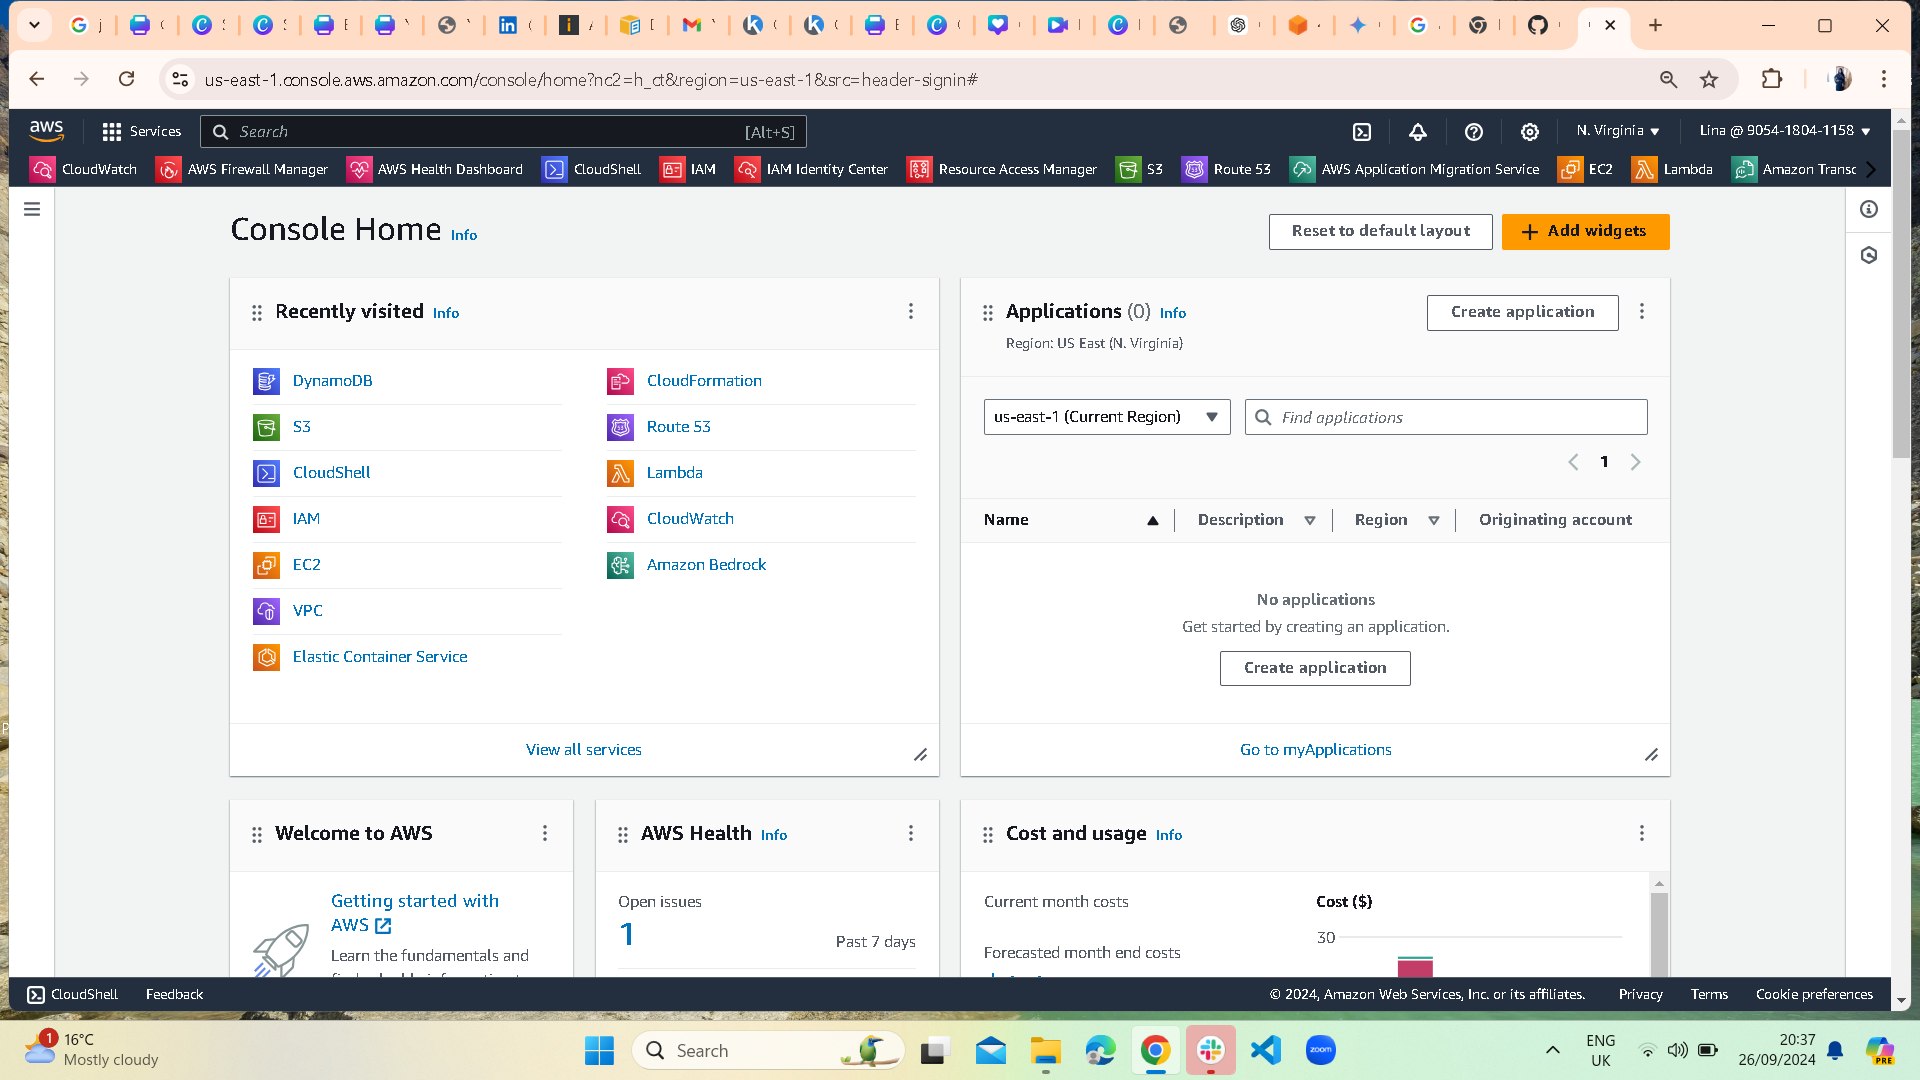 us-east-1.console.aws.amazon.com/console/home?nc2=h_ct&region=us-east-1&src=header-signin#
aws
Services
Search
[Alt+S]
N. Virginia
Lina @ 9054-1804-1158
CloudWatch
AWS Firewall Manager
AWS Health Dashboard
CloudShell
IAM
IAM Identity Center
Resource Access Manager
S3
Route 53
AWS Application Migration Service
EC2
Lambda
Amazon Transc
Console Home Info
Reset to default layout
Add widgets
Recently visited Info
DynamoDB
S3
CloudShell
IAM
EC2
VPC
Elastic Container Service
CloudFormation
Route 53
Lambda
CloudWatch
Amazon Bedrock
View all services
Applications (0) Info
Region: US East (N. Virginia)
Create application
us-east-1 (Current Region)
Find applications
1
Name
Description
Region
Originating account
No applications
Get started by creating an application.
Create application
Go to myApplications
Welcome to AWS
Getting started with
AWS
Learn the fundamentals and
AWS Health Info
Open issues
1
Past 7 days
Cost and usage Info
Current month costs
Forecasted month end costs
Cost ($)
30
CloudShell
Feedback
© 2024, Amazon Web Services, Inc. or its affiliates.
Privacy
Terms
Cookie preferences
1
16°C
Mostly cloudy
Search
zoom
ENG
UK
20:37
26/09/2024
PRE